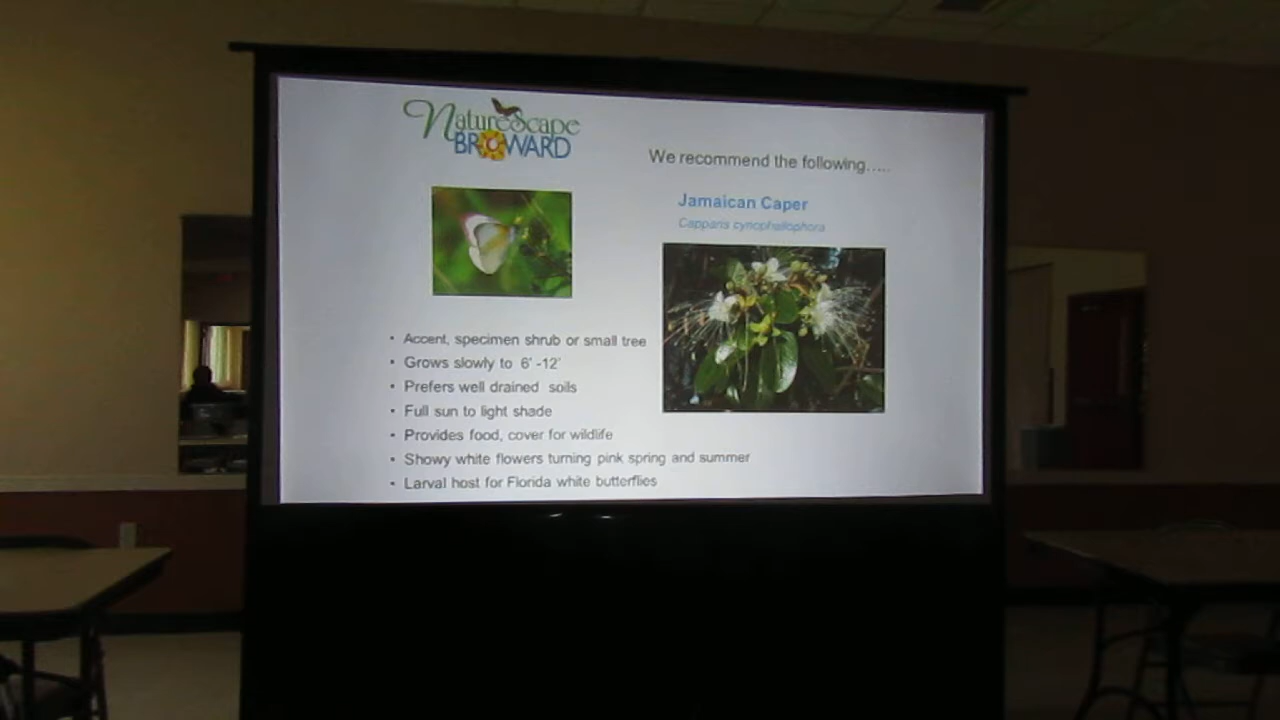 NatureScape
BROWARD
We recommend the following.....
Jamaican Caper
Capparis cynophallophora
• Accent, specimen shrub or small tree
• Grows slowly to 6' -12'
• Prefers well drained soils
• Full sun to light shade
• Provides food, cover for wildlife
• Showy white flowers turning pink spring and summer
• Larval host for Florida white butterflies